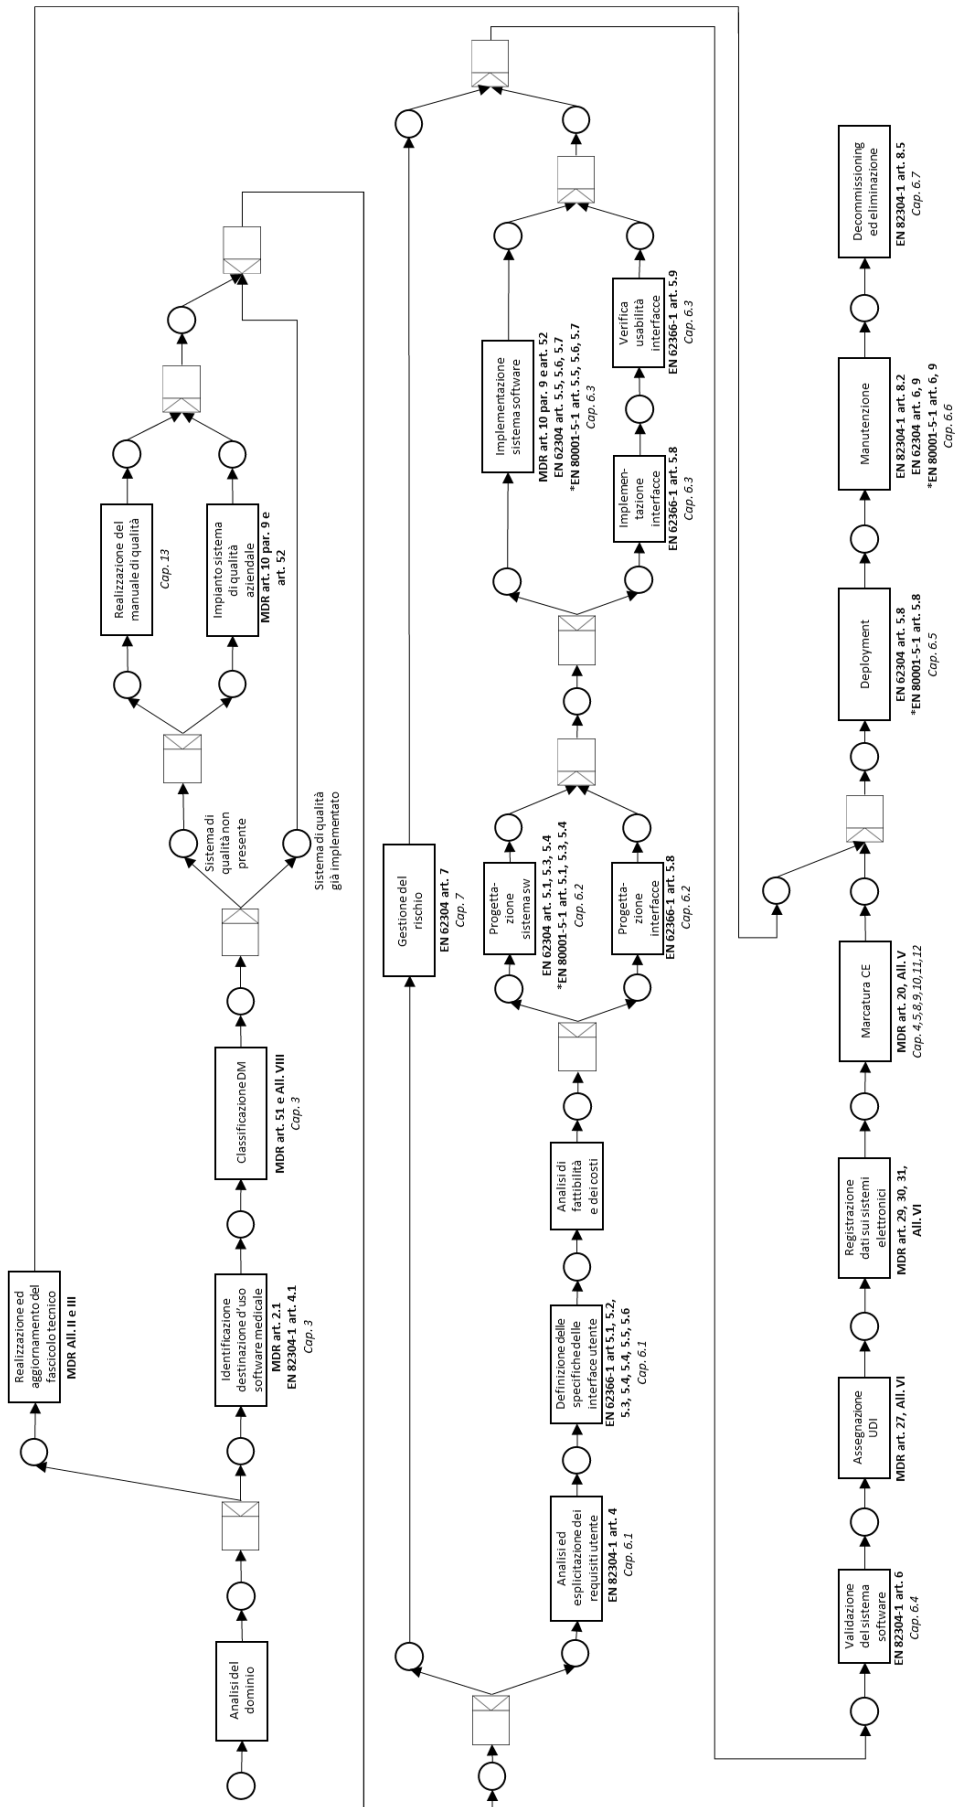 Analisi del
dominio
Realizzazione ed
aggiornamento del
fascicolo tecnico
MDR All. II e III
Identificazione
destinazione d'uso
software medicale
MDR art. 2.1
EN 82304-1 art. 4.1
Cap. 3
Classificazione DM
MDR art. 51 e All. VIII
Cap. 3
Sistema di
qualità non
presente
Sistema di qualità
già implementato
Realizzazione del
manuale di qualità
Cap. 13
Impianto sistema
di qualità
aziendale
MDR art. 10 par. 9 e
art. 52
Gestione del
rischio
EN 62304 art. 7
Cap. 7
Analisi ed
esplicitazione dei
requisiti utente
EN 82304-1 art. 4
Cap. 6.1
Definizione delle
specifiche delle
interface utente
EN 62366-1 art 5.1, 5.2,
5.3, 5.4, 5.4, 5.5, 5.6
Cap. 6.1
Analisi di
fattibilità
e dei costi
Progetta-
zione
sistema sw
EN 62304 art. 5.1, 5.3, 5.4
*EN 80001-5-1 art. 5.1, 5.3, 5.4
Cap. 6.2
Progetta-
zione
interfacce
EN 62366-1 art. 5.8
Cap. 6.2
Implementazione
sistema software
MDR art. 10 par. 9 e art. 52
EN 62304 art. 5.5, 5.6, 5.7
*EN 80001-5-1 art. 5.5, 5.6, 5.7
Cap. 6.3
Implemen-
tazione
interfacce
EN 62366-1 art. 5.8
Cap. 6.3
Verifica
usabilità
interfacce
EN 62366-1 art. 5.9
Cap. 6.3
Validazione
del sistema
software
EN 82304-1 art. 6
Cap. 6.4
Assegnazione
UDI
MDR art. 27, All. VI
Registrazione
dati sui sistemi
elettronici
MDR art. 29, 30, 31,
All. VI
Marcatura CE
MDR art. 20, All. V
Cap. 4,5,8,9,10,11,12
Deployment
EN 62304 art. 5.8
*EN 80001-5-1 art. 5.8
Cap. 6.5
Manutenzione
EN 82304-1 art. 8.2
EN 62304 art. 6, 9
*EN 80001-5-1 art. 6, 9
Cap. 6.6
Decommissioning
ed eliminazione
EN 82304-1 art. 8.5
Cap. 6.7